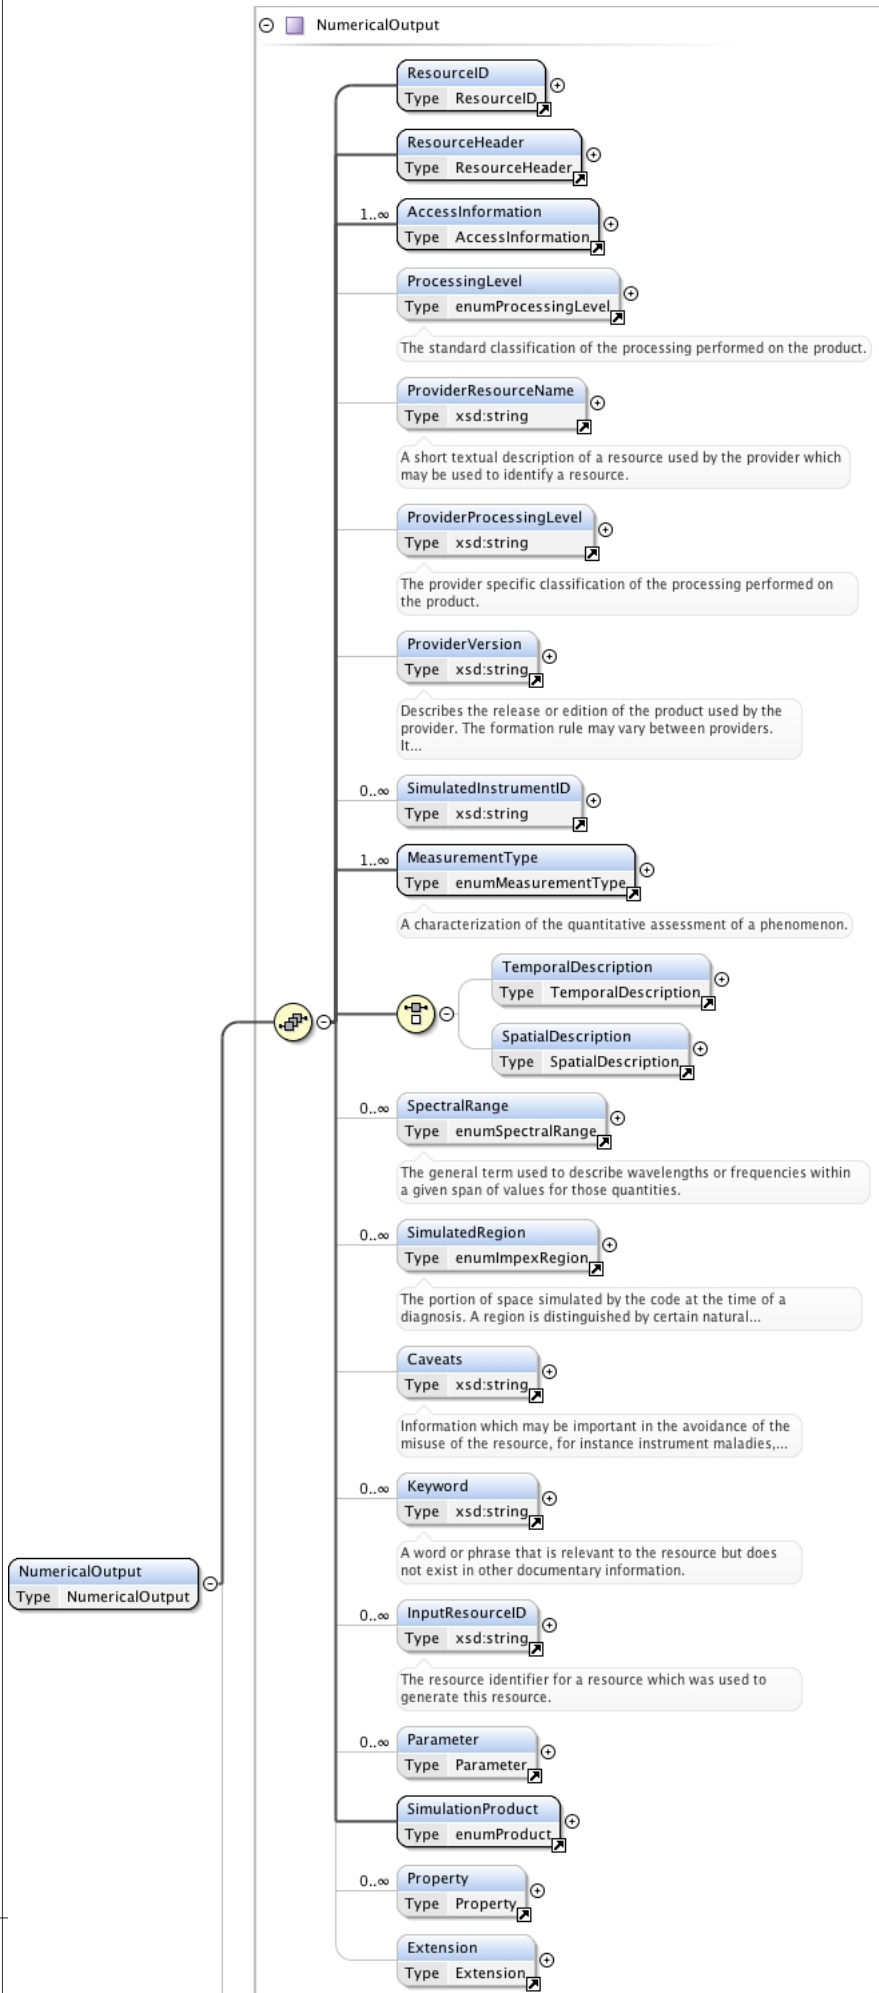 NumericalOutput
ResourceID
Type ResourceID
ResourceHeader
Type ResourceHeader
1..∞
AccessInformation
Type AccessInformation
ProcessingLevel
Type enumProcessingLevel
The standard classification of the processing performed on the product.
ProviderResourceName
Type xsd:string
A short textual description of a resource used by the provider which
may be used to identify a resource.
ProviderProcessingLevel
Type xsd:string
The provider specific classification of the processing performed on
the product.
ProviderVersion
Type xsd:string
Describes the release or edition of the product used by the
provider. The formation rule may vary between providers.
It...
0..∞
SimulatedInstrumentID
Type xsd:string
1..∞
MeasurementType
Type enumMeasurementType
A characterization of the quantitative assessment of a phenomenon.
TemporalDescription
Type TemporalDescription
SpatialDescription
Type SpatialDescription
0..∞
SpectralRange
Type enumSpectralRange
The general term used to describe wavelengths or frequencies within
a given span of values for those quantities.
0..∞
SimulatedRegion
Type enumImpexRegion
The portion of space simulated by the code at the time of a
diagnosis. A region is distinguished by certain natural...
Caveats
Type xsd:string
Information which may be important in the avoidance of the
misuse of the resource, for instance instrument maladies,...
0..∞
Keyword
Type xsd:string
A word or phrase that is relevant to the resource but does
not exist in other documentary information.
NumericalOutput
Type NumericalOutput
0..∞
InputResourceID
Type xsd:string
The resource identifier for a resource which was used to
generate this resource.
0..∞
Parameter
Type Parameter
SimulationProduct
Type enumProduct
0..∞
Property
Type Property
Extension
Type Extension